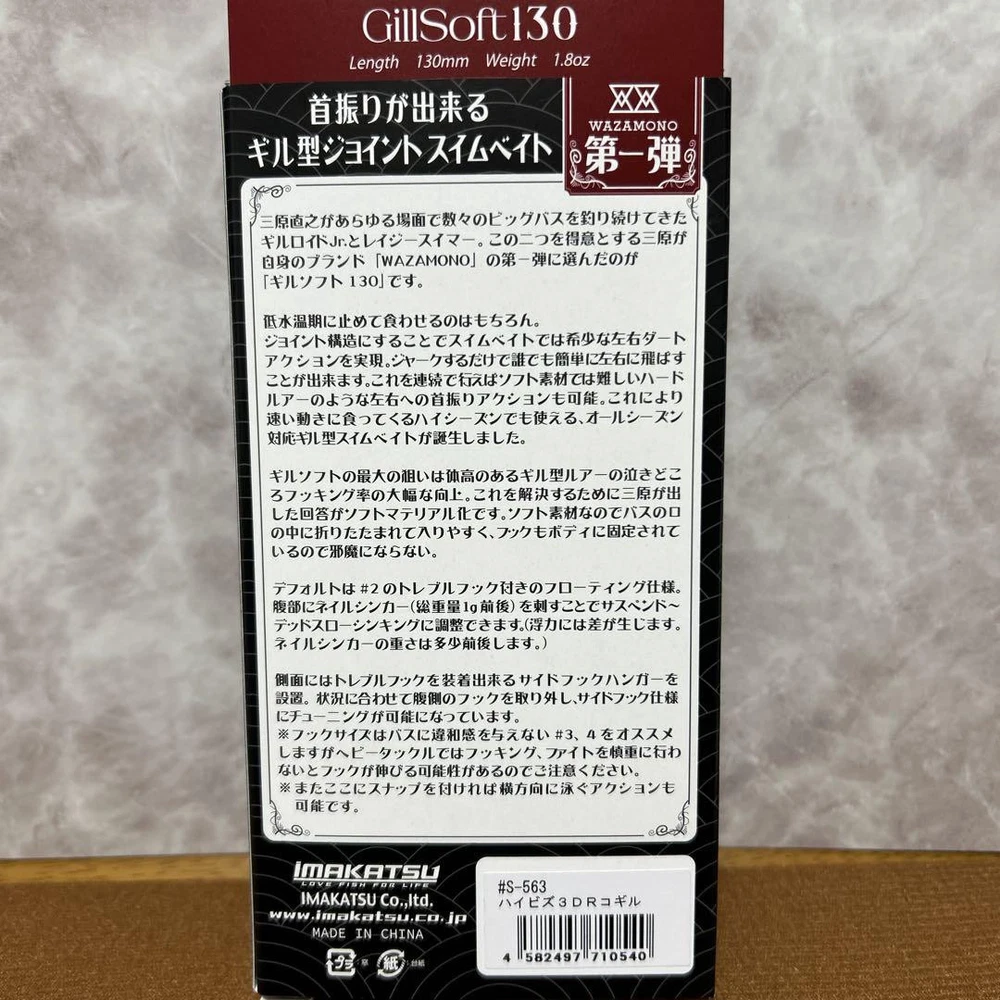 GillSoft130
Length 130mm Weight 1.8oz
首振りが出来る
ギル型ジョイント スイムベイト
WAZAMONO
第一弾
三原直之があらゆる場面で数々のビッグバスを釣り続けてきた
ギルロイドJr.とレイジースイマー。この二つを得意とする三原が
自身のブランド「WAZAMONO」の第一弾に選んだのが
「ギルソフト 130」です。
低水温期に止めて食わせるのはもちろん。
ジョイント構造にすることでスイムベイトでは希少な左右ダート
アクションを実現。ジャークするだけで誰でも簡単に左右に飛ばす
ことが出来ます。これを連続で行えばソフト素材では難しいハード
ルアーのような左右への首振りアクションも可能。これにより
速い動きに食ってくるハイシーズンでも使える、オールシーズン
対応ギル型スイムベイトが誕生しました。
ギルソフトの最大の狙いは体高のあるギル型ルアーの泣きどこ
ろフッキング率の大幅な向上。これを解決するために三原が出
した回答がソフトマテリアル化です。ソフト素材なのでバスの口
の中に折りたたまれて入りやすく、フックもボディに固定されて
いるので邪魔にならない。
デフォルトは #2 のトレブルフック付きのフローティング仕様。
腹部にネイルシンカー(総重量1g前後)を刺すことでサスペンド～
デッドスローシンキングに調整できます。(浮力には差が生じます。
ネイルシンカーの重さは多少前後します。)
側面にはトレブルフックを装着出来るサイドフックハンガーを
設置。状況に合わせて腹側のフックを取り外し、サイドフック仕様
にチューニングが可能になっています。
※フックサイズはバスに違和感を与えない #3、4をオススメ
しますがヘビータックルではフッキング、ファイトを慎重に行わ
ないとフックが伸びる可能性があるのでご注意ください。
※またここにスナップを付ければ横方向に泳ぐアクションも
可能です。
IMAKATSU
LOVE FISH FOR LIFE
IMAKATSU Co.,ltd.
www.imakatsu.co.jp
MADE IN CHINA
プラ
紙
:台紙
#S-563
ハイビズ3DRコギル
4 582497 710540